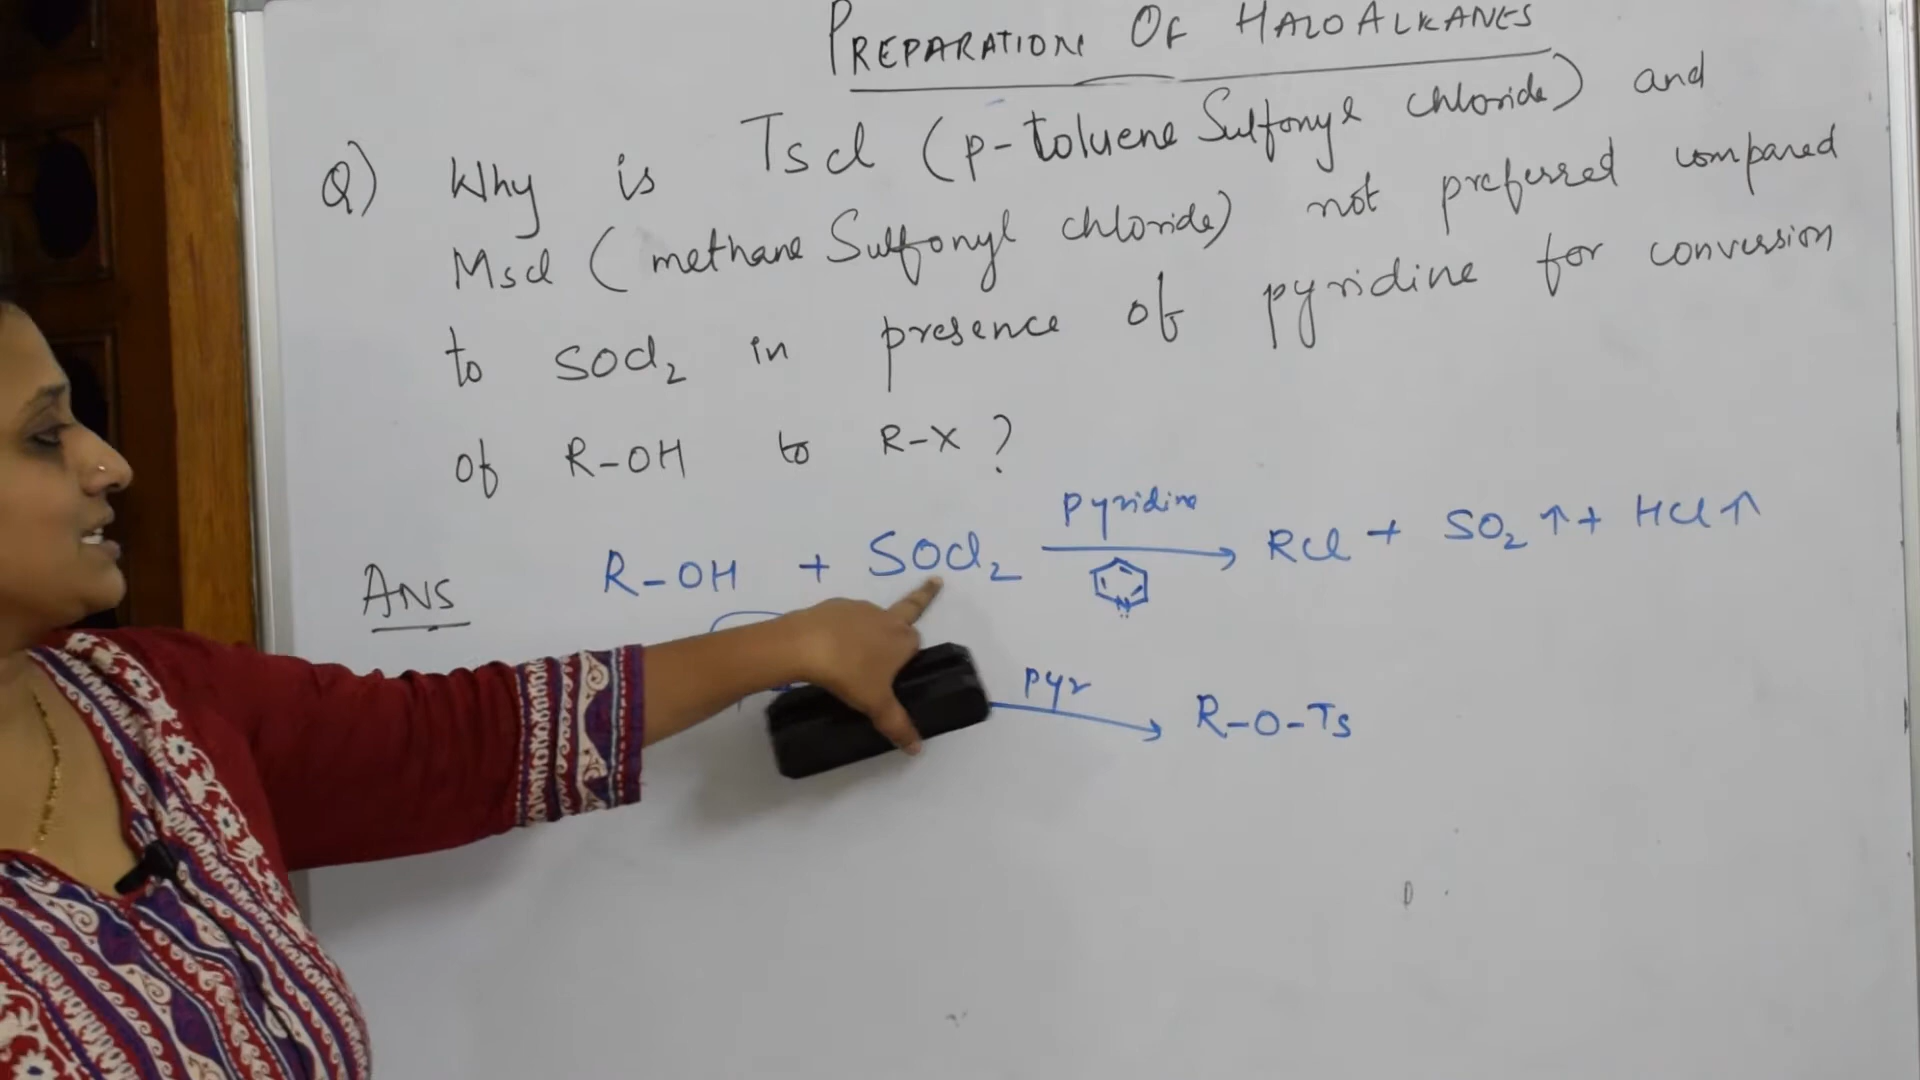 PREPARATION OF HALOALKANES
Q) Why is TsCl (p-toluene Sulfonyl chloride) and
MsCl (methane Sulfonyl chloride) not preferred compared
to SOCl2 in presence of pyridine for conversion
of R-OH to R-X ?
Ans R-OH + SOCl2 pyridine → RCl + SO2 ↑ + HCl ↑
N
pyr → R-O-Ts